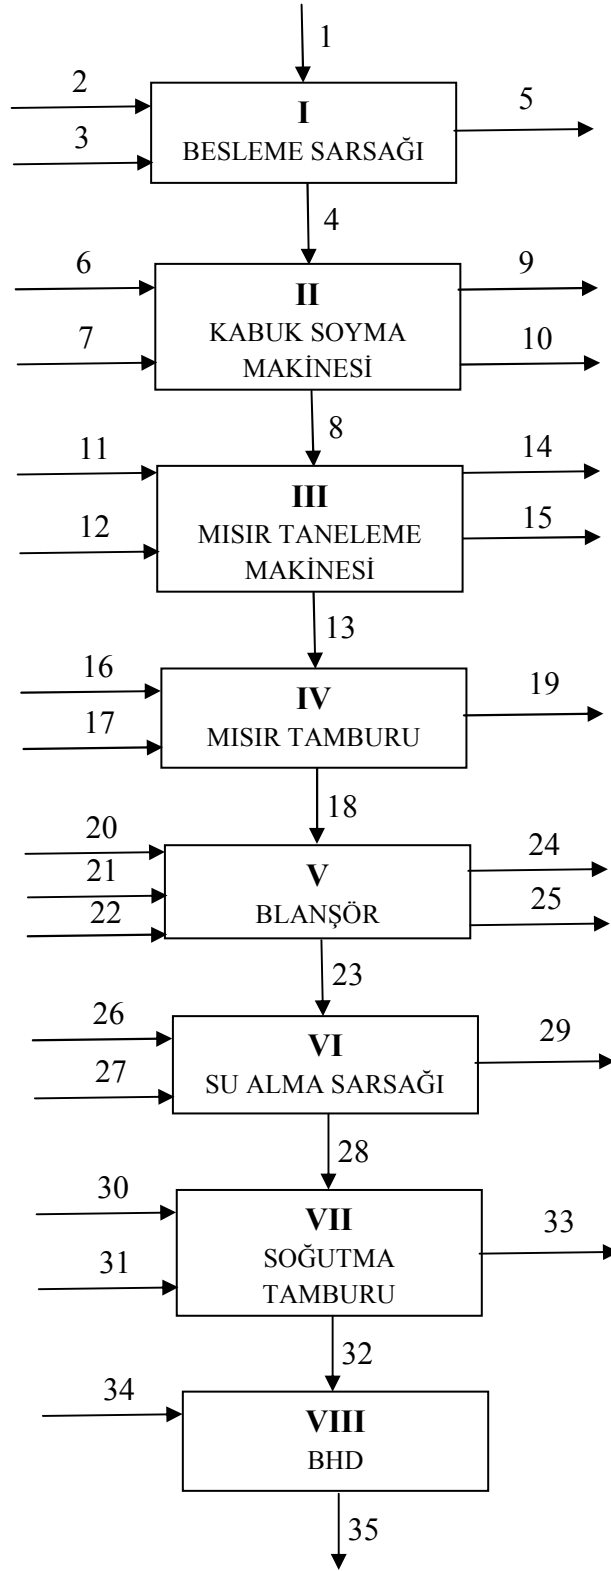 1
2
3
I
BESLEME SARSAĞI
5
4
6
7
II
KABUK SOYMA
MAKİNESİ
9
10
8
11
12
III
MISIR TANELEME
MAKİNESİ
14
15
13
16
17
IV
MISIR TAMBURU
19
18
20
21
22
V
BLANŞÖR
24
25
23
26
27
VI
SU ALMA SARSAĞI
29
28
30
31
VII
SOĞUTMA
TAMBURU
33
32
34
VIII
BHD
35